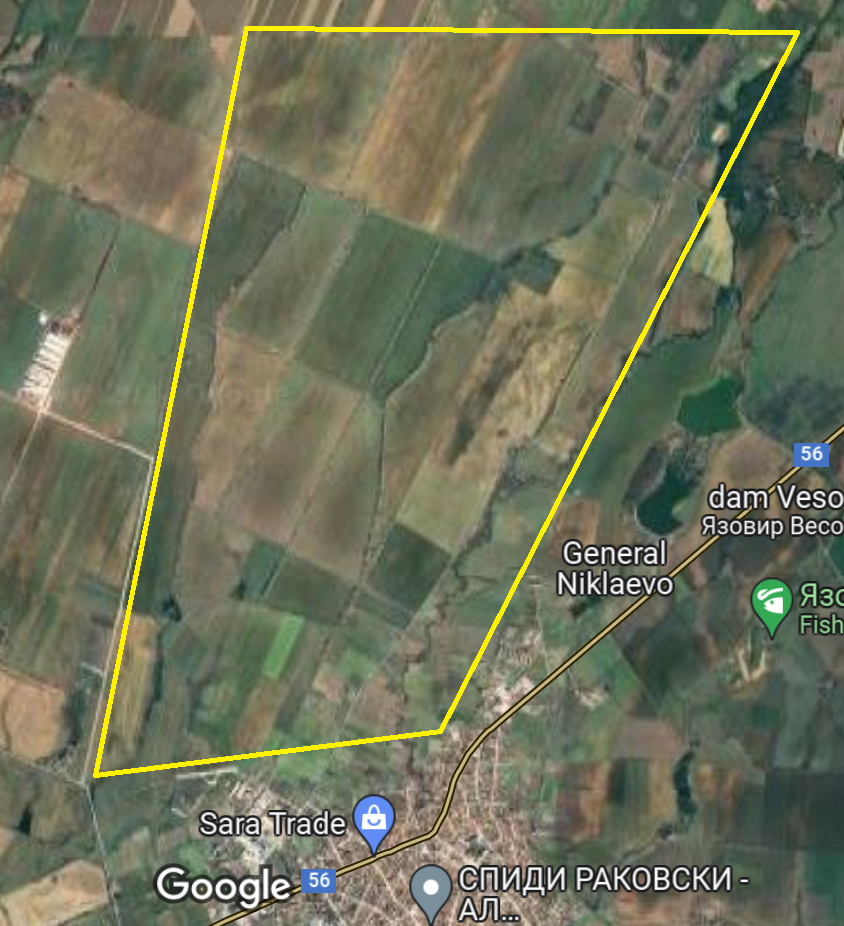 56
dam Veso
Язовир Весо
General
Niklaevo
Язо
Fish
Sara Trade
Google
56
СПИДИ РАКОВСКИ -
АЛ...